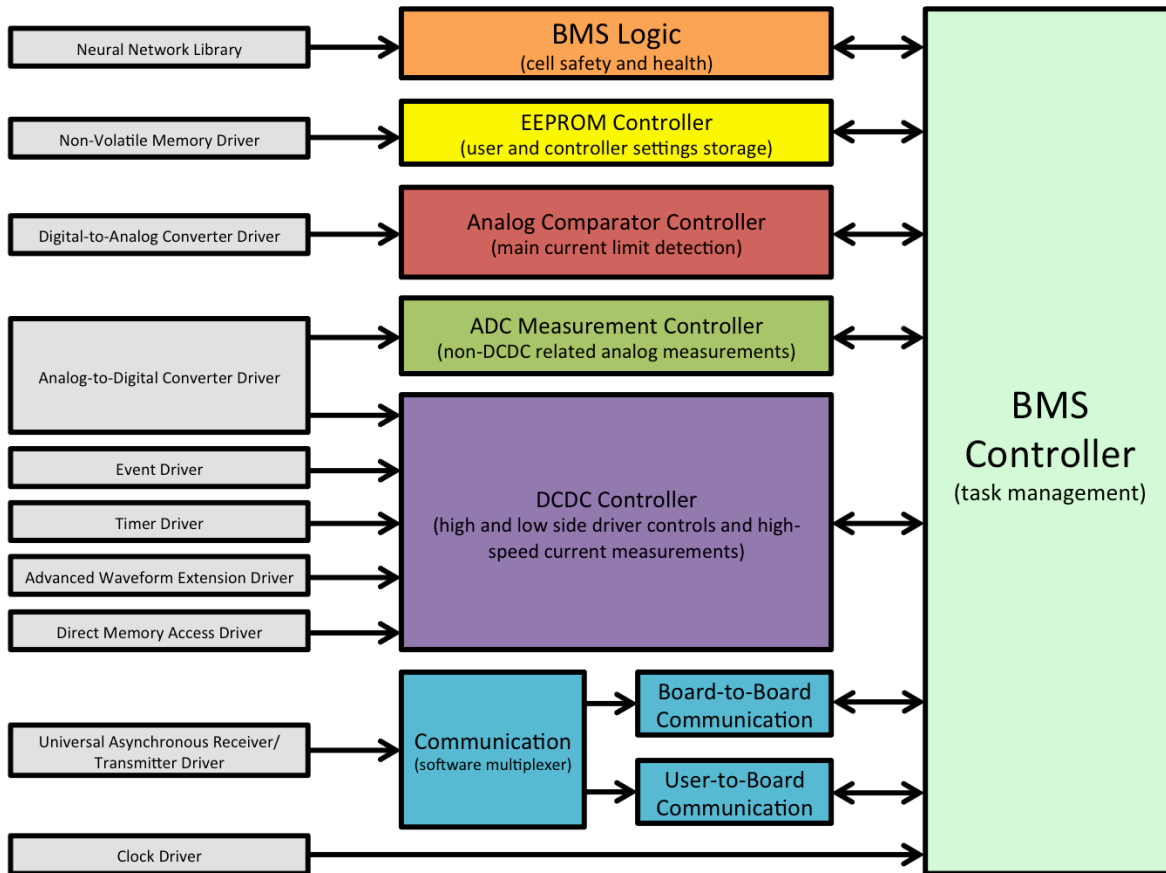 Neural Network Library
BMS Logic
(cell safety and health)
Non-Volatile Memory Driver
EEPROM Controller
(user and controller settings storage)
Digital-to-Analog Converter Driver
Analog Comparator Controller
(main current limit detection)
Analog-to-Digital Converter Driver
ADC Measurement Controller
(non-DCDC related analog measurements)
Event Driver
Timer Driver
Advanced Waveform Extension Driver
Direct Memory Access Driver
DCDC Controller
(high and low side driver controls and high-
speed current measurements)
Universal Asynchronous Receiver/
Transmitter Driver
Communication
(software multiplexer)
Board-to-Board
Communication
User-to-Board
Communication
Clock Driver
BMS
Controller
(task management)